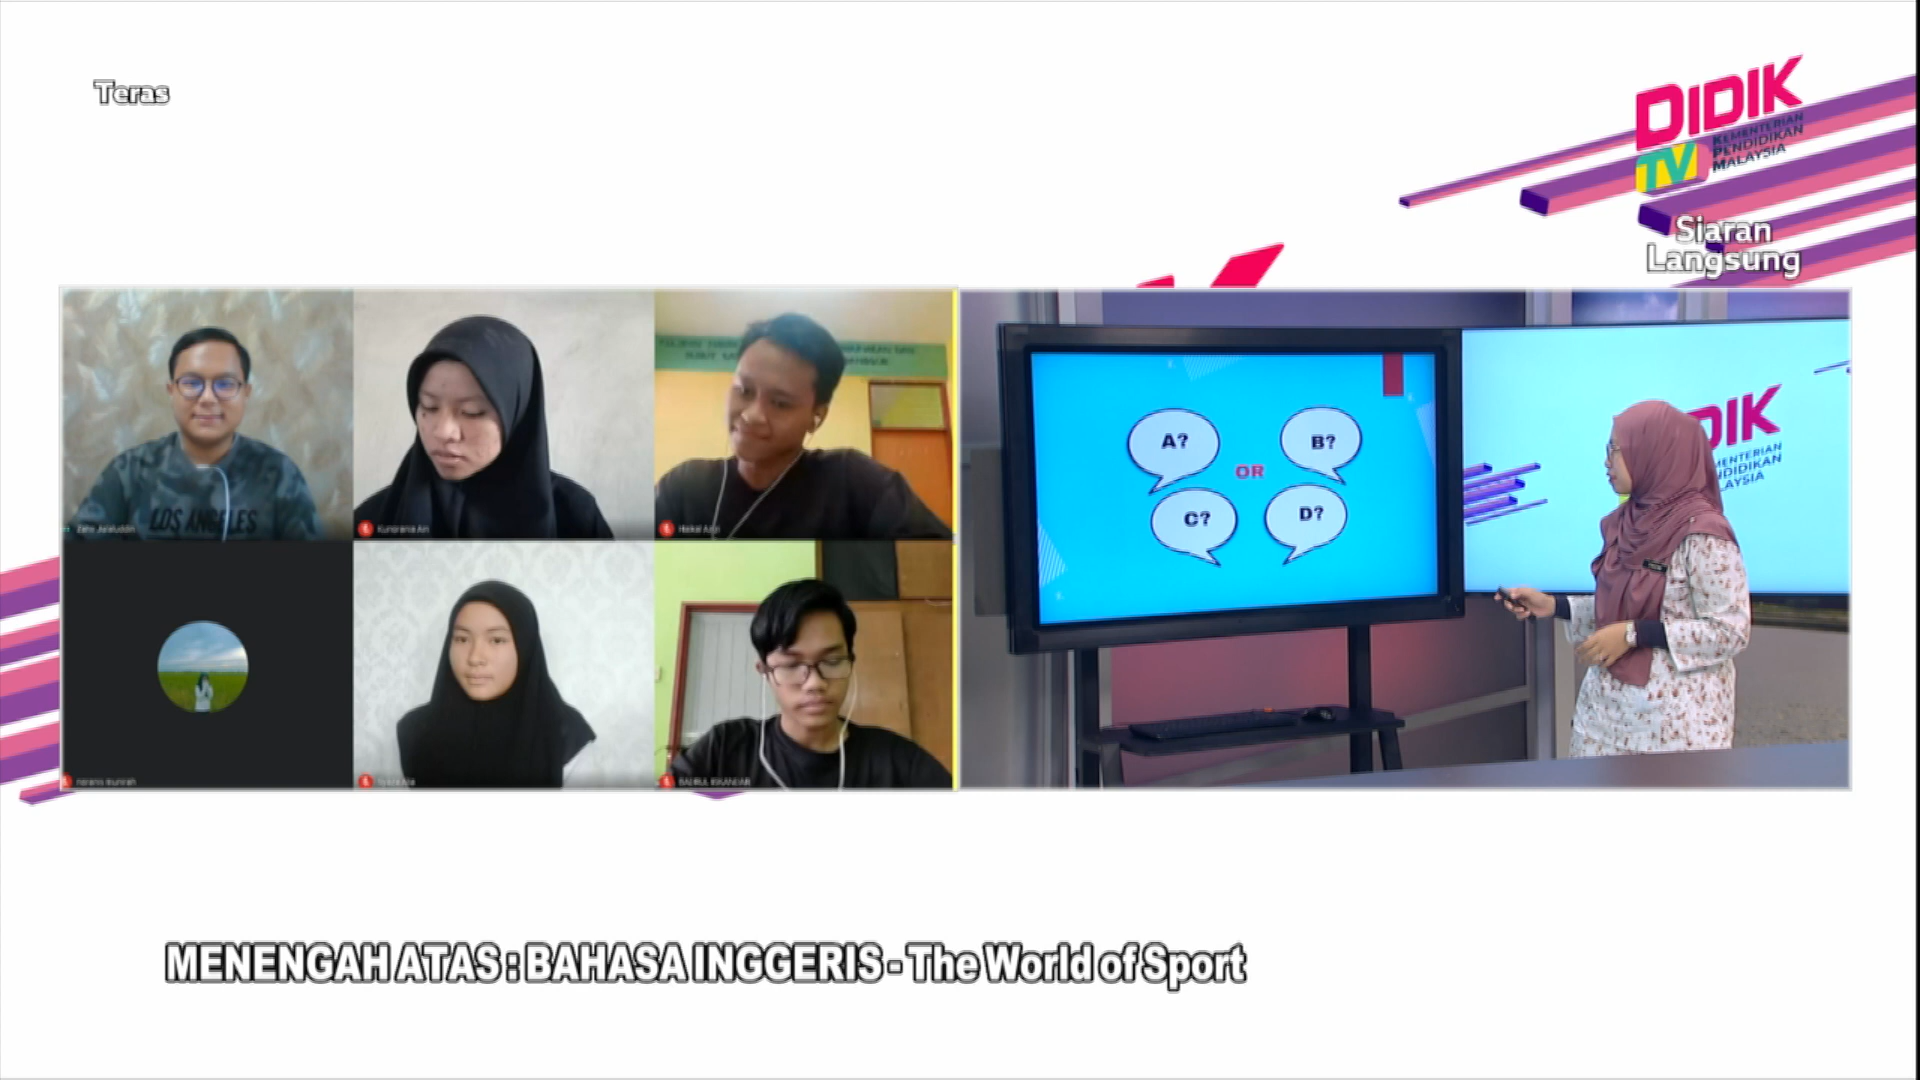 Teras
DIDIK
TV
KEMENTERIAN
PENDIDIKAN
MALAYSIA
Siaran
Langsung
LOS ANGELES
A?
B?
OR
C?
D?
DIDIK
MENENGAH ATAS : BAHASA INGGERIS - The World of Sport